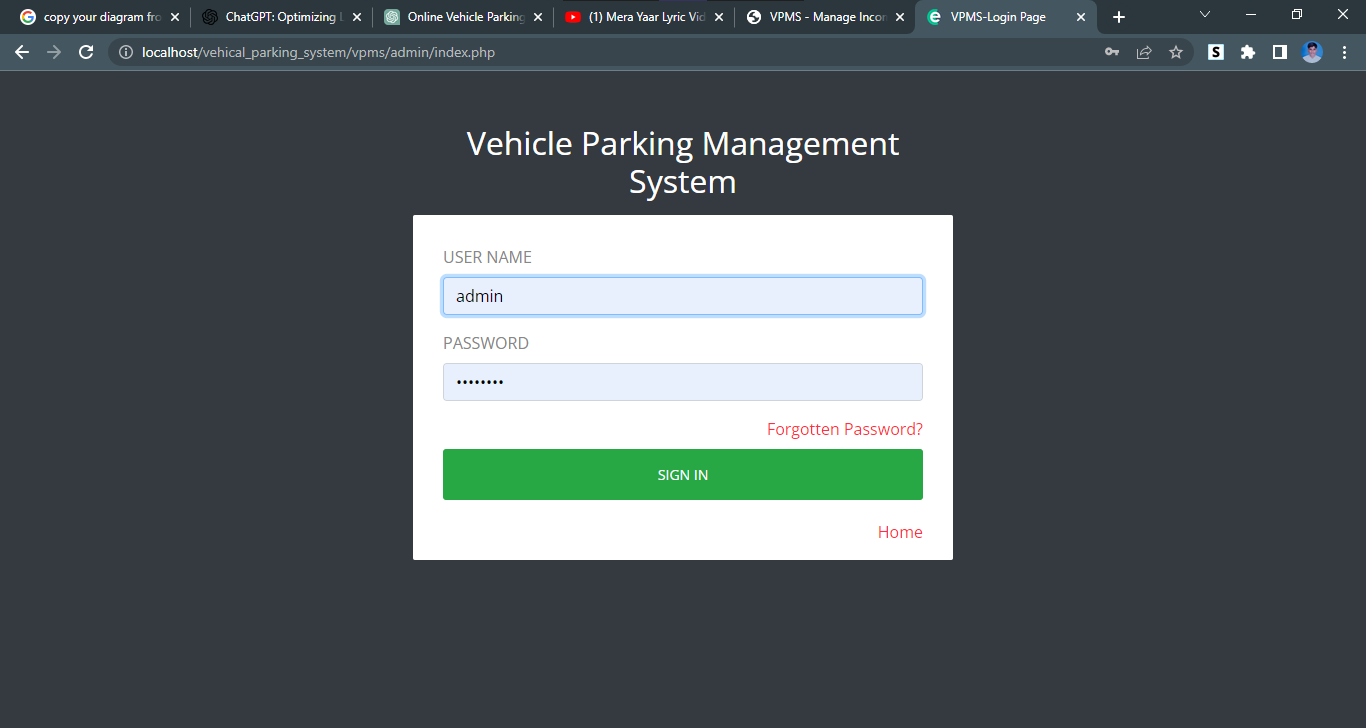 copy your diagram fro
ChatGPT: Optimizing L
Online Vehicle Parking
(1) Mera Yaar Lyric Vid
VPMS - Manage Incor
VPMS-Login Page
localhost/vehical_parking_system/vpms/admin/index.php
Vehicle Parking Management
System
USER NAME
admin
PASSWORD
••••••••
Forgotten Password?
SIGN IN
Home